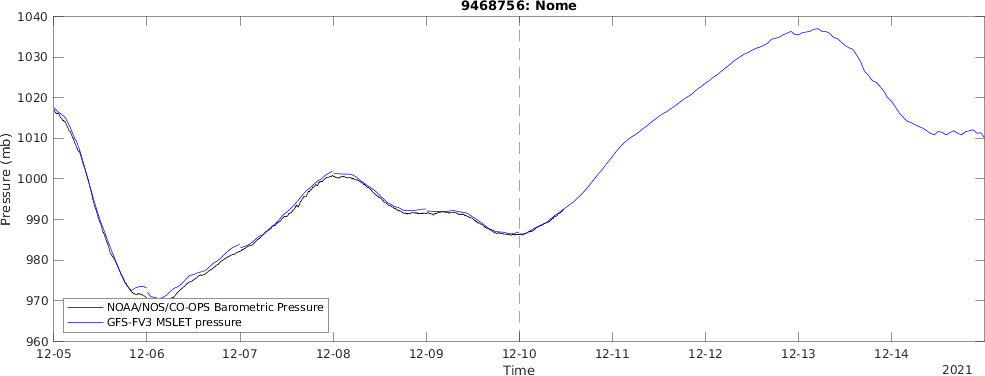 9468756: Nome
1040
1030
1020
1010
1000
990
980
970
960
Pressure (mb)
NOAA/NOS/CO-OPS Barometric Pressure
GFS-FV3 MSLET pressure
12-05 12-06 12-07 12-08 12-09 12-10 12-11 12-12 12-13 12-14
Time
2021